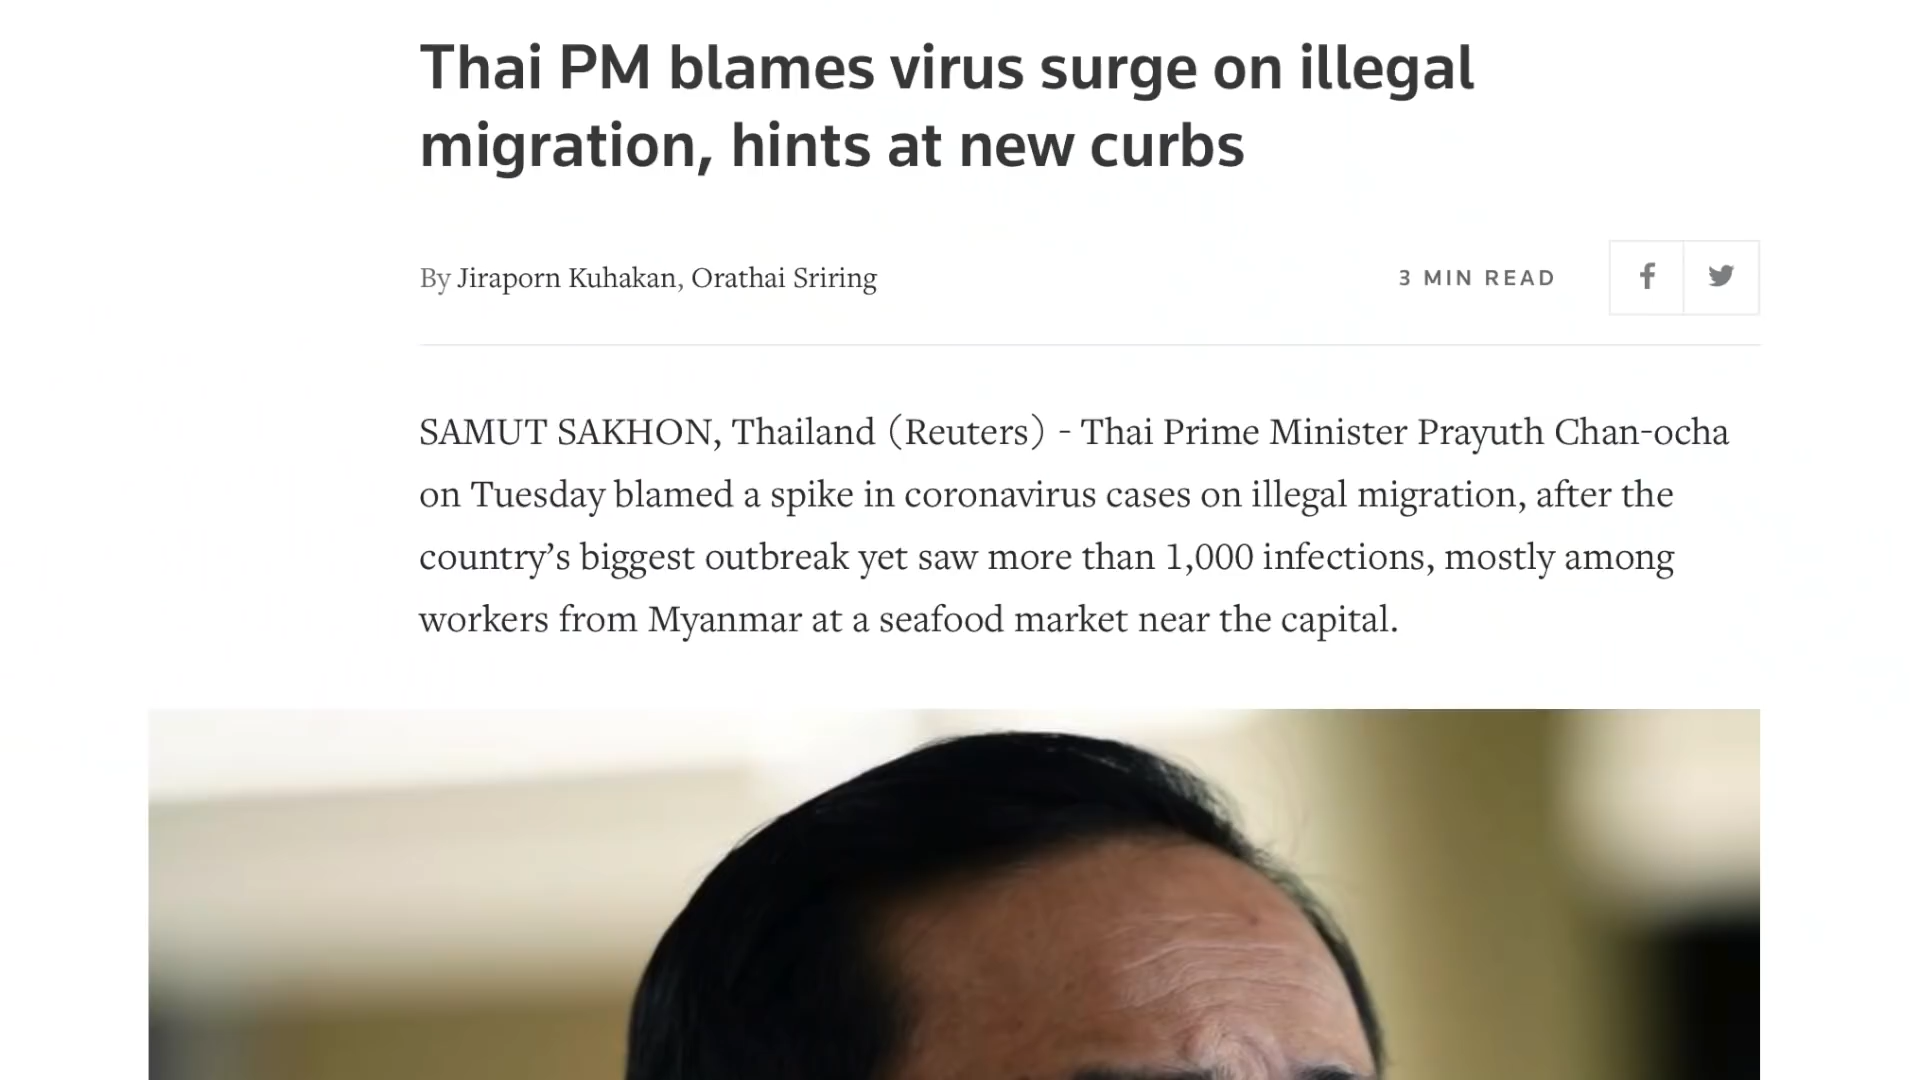 Thai PM blames virus surge on illegal
migration, hints at new curbs
By Jiraporn Kuhakan, Orathai Sriring
3 MIN READ
SAMUT SAKHON, Thailand (Reuters) - Thai Prime Minister Prayuth Chan-ocha
on Tuesday blamed a spike in coronavirus cases on illegal migration, after the
country’s biggest outbreak yet saw more than 1,000 infections, mostly among
workers from Myanmar at a seafood market near the capital.